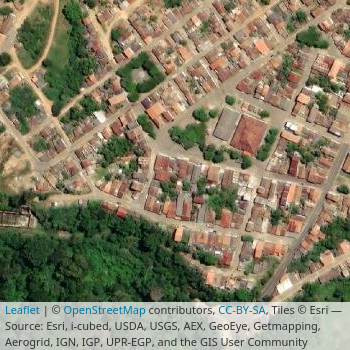 Leaflet | © OpenStreetMap contributors, CC-BY-SA, Tiles © Esri —
Source: Esri, i-cubed, USDA, USGS, AEX, GeoEye, Getmapping,
Aerogrid, IGN, IGP, UPR-EGP, and the GIS User Community